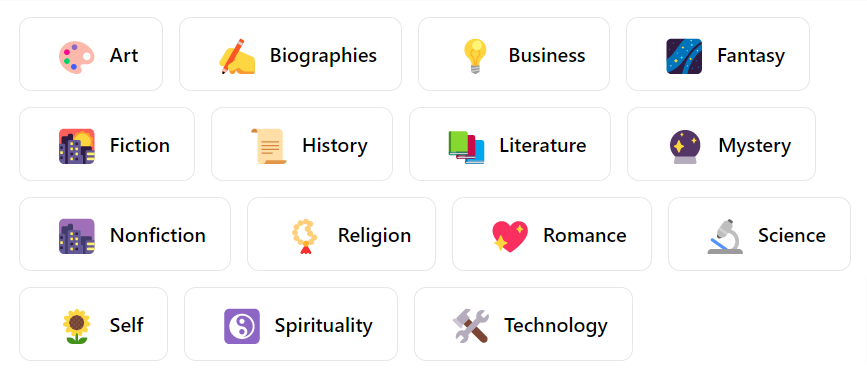 Art
Biographies
Business
Fantasy
Fiction
History
Literature
Mystery
Nonfiction
Religion
Romance
Science
Self
Spirituality
Technology